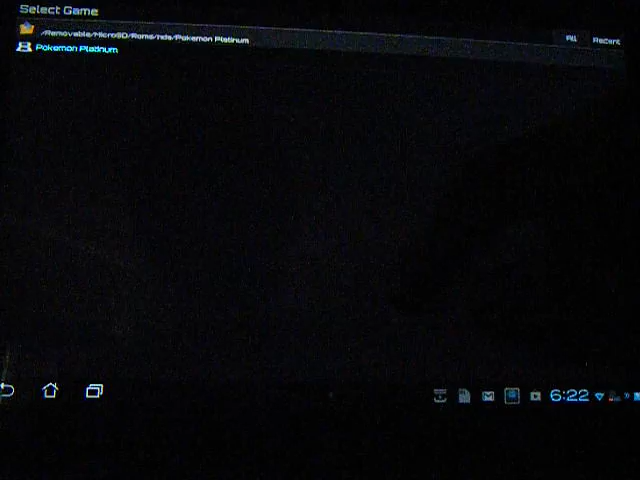 Select Game
/Removable/MicroSD/Roms/nds/Pokemon Platinum
All
Recent
Pokemon Platinum
6:22